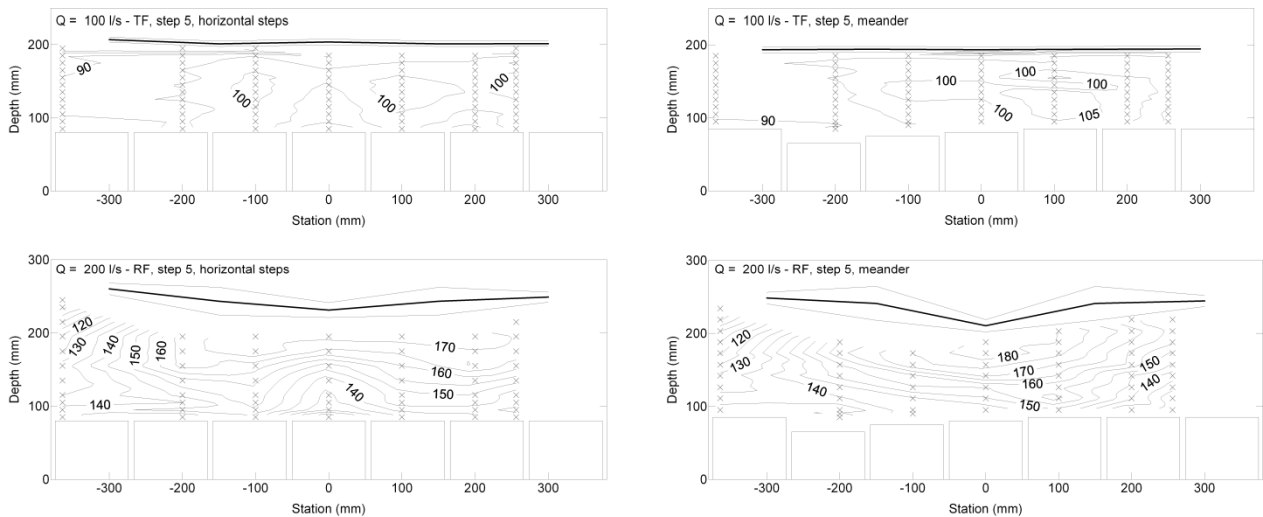 Q = 100 l/s - TF, step 5, horizontal steps
200
100
0
Depth (mm)
90
100
100
100
-300 -200 -100 0 100 200 300
Station (mm)
Q = 100 l/s - TF, step 5, meander
200
100
0
Depth (mm)
90
100
100
100
100
105
-300 -200 -100 0 100 200 300
Station (mm)
Q = 200 l/s - RF, step 5, horizontal steps
300
200
100
0
Depth (mm)
120
130
140
150
160
140
140
170
160
150
-300 -200 -100 0 100 200 300
Station (mm)
Q = 200 l/s - RF, step 5, meander
300
200
100
0
Depth (mm)
120
130
140
180
170
160
150
150
140
-300 -200 -100 0 100 200 300
Station (mm)